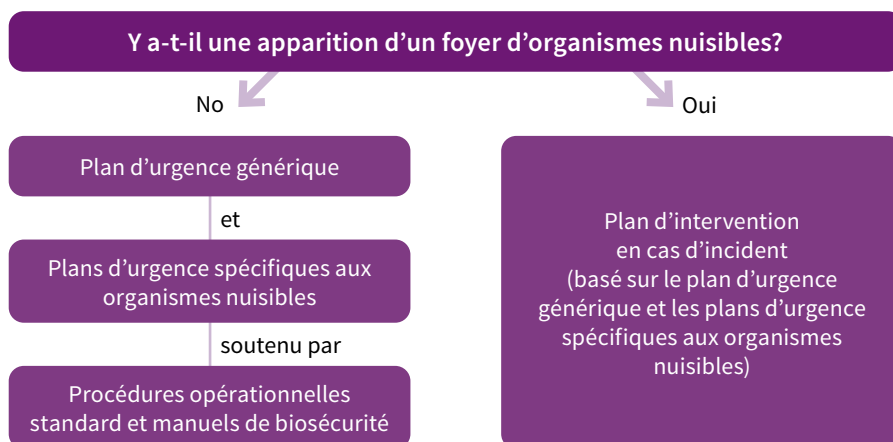 Y a-t-il une apparition d’un foyer d’organismes nuisibles?
No
Oui
Plan d’urgence générique
et
Plans d’urgence spécifiques aux
organismes nuisibles
soutenu par
Procédures opérationnelles
standard et manuels de biosécurité
Plan d’intervention
en cas d’incident
(basé sur le plan d’urgence
générique et les plans d’urgence
spécifiques aux organismes
nuisibles)